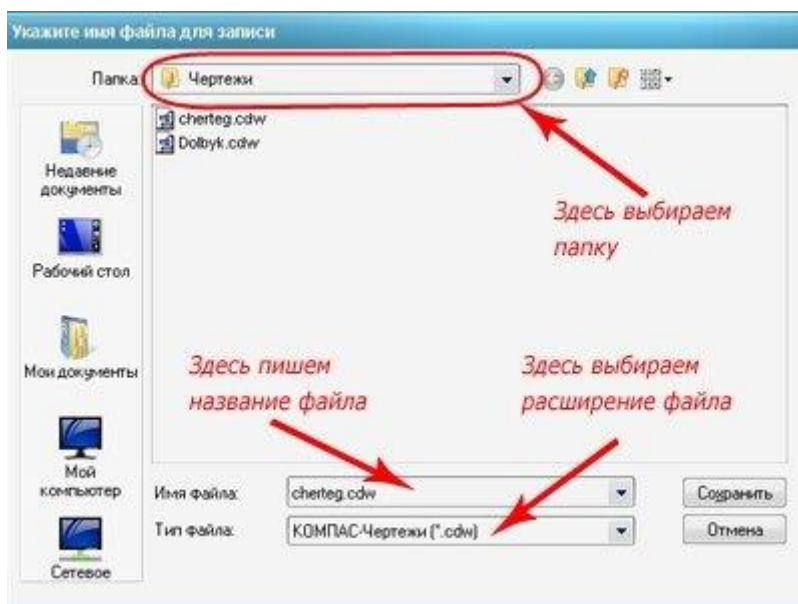 Укажите имя файла для записи
Папка: Чертежи
cherteg.cdw
Dolbyk.cdw
Недавние
документы
Здесь выбираем
папку
Рабочий стол
Мои документы
Здесь пишем
название файла
Здесь выбираем
расширение файла
Мой
компьютер
Имя файла: cherteg.cdw Сохранить
Тип файла: КОМПАС-Чертежи (*.cdw) Отмена
Сетевое